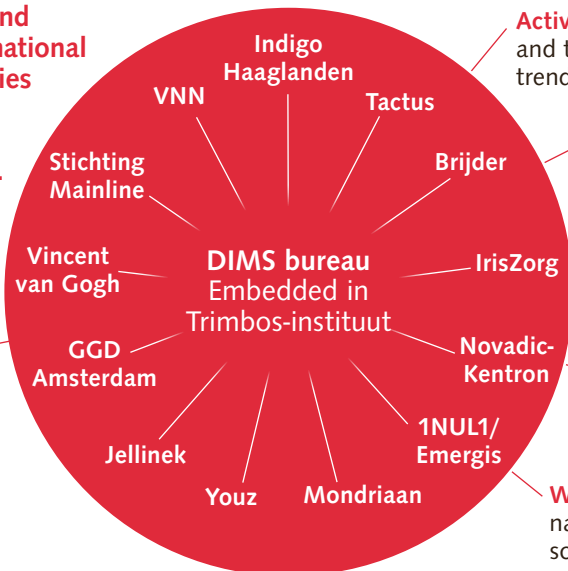 nd
national
ies
Activ
and t
trend
Indigo
Haaglanden
VNN
Tactus
Stichting
Mainline
Brijder
Vincent
van Gogh
DIMS bureau
Embedded in
Trimbos-instituut
IrisZorg
GGD
Amsterdam
Novadic-
Kentron
Jellinek
1NUL1/
Emergis
Youz
Mondriaan
W
na
so